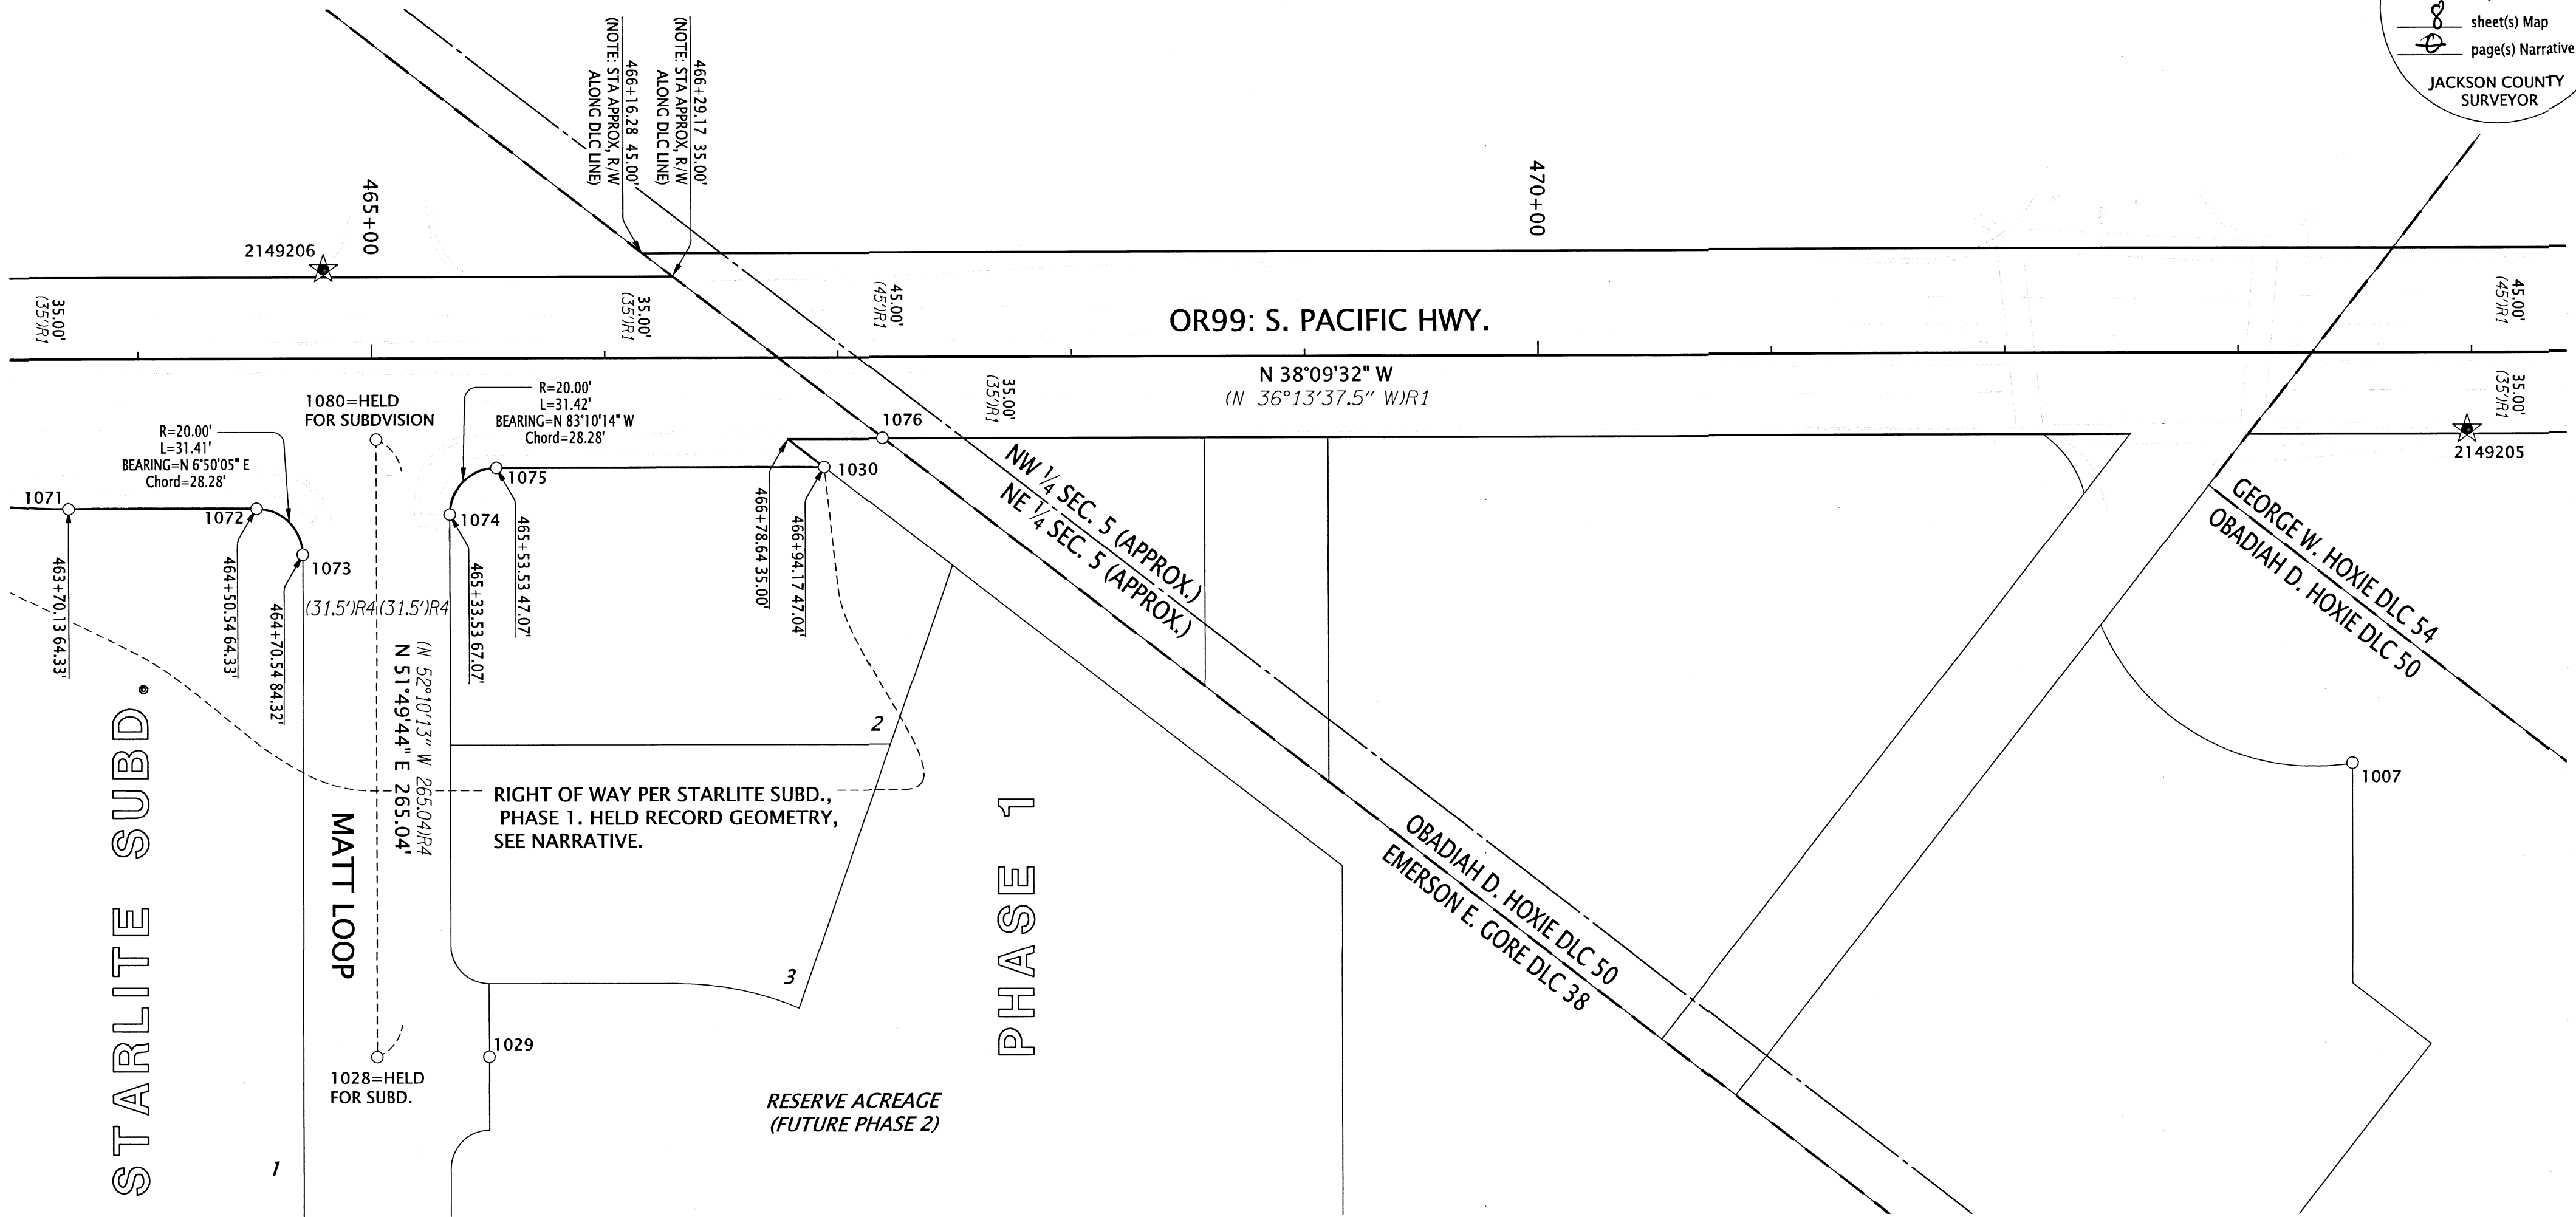 sheet(s) Map
page(s) Narrative
JACKSON COUNTY
SURVEYOR
466+29.17 35.00'
(NOTE: STA APPROX, R/W
ALONG DLC LINE)
466+16.28 45.00'
(NOTE: STA APPROX, R/W
ALONG DLC LINE)
465+00
470+00
2149206
35.00'
(35')R1
35.00'
(35')R1
45.00'
(45')R1
OR99: S. PACIFIC HWY.
45.00'
(45')R1
N 38°09'32" W
(N 36°13'37.5" W)R1
35.00'
(35')R1
35.00'
(35')R1
2149205
R=20.00'
L=31.42'
BEARING=N 83°10'14" W
Chord=28.28'
1080=HELD
FOR SUBDVISION
R=20.00'
L=31.41'
BEARING=N 6°50'05" E
Chord=28.28'
1076
1071
1072
1073
1074
1075
1030
463+70.13 64.33'
464+50.54 64.33'
464+70.54 84.32'
465+33.53 67.07'
465+53.53 47.07'
466+78.64 35.00'
466+94.17 47.04'
(31.5')R4
(31.5')R4
(N 52°10'13" W 265.04)R4
N 51°49'44" E 265.04'
NW 1/4 SEC. 5 (APPROX.)
NE 1/4 SEC. 5 (APPROX.)
GEORGE W. HOXIE DLC 54
OBADIAH D. HOXIE DLC 50
2
1007
RIGHT OF WAY PER STARLITE SUBD.,
PHASE 1. HELD RECORD GEOMETRY,
SEE NARRATIVE.
STARLITE SUBD.
MATT LOOP
PHASE 1
OBADIAH D. HOXIE DLC 50
EMERSON E. GORE DLC 38
3
1029
1028=HELD
FOR SUBD.
RESERVE ACREAGE
(FUTURE PHASE 2)
1